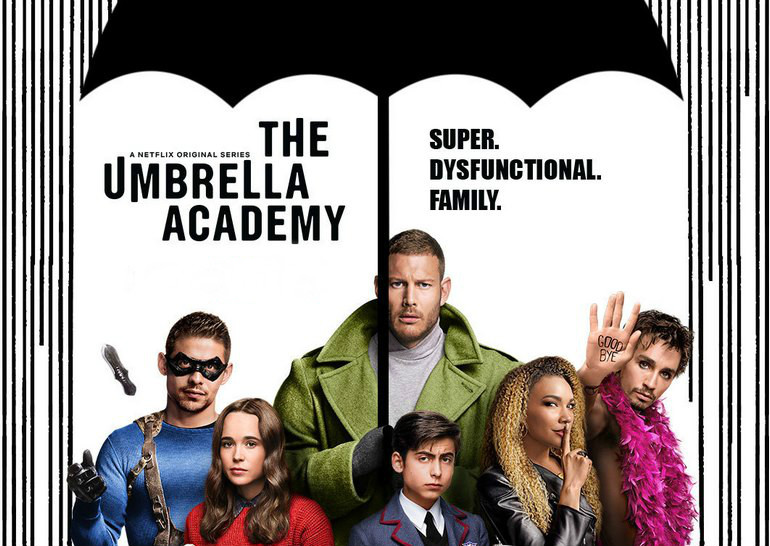 A NETFLIX ORIGINAL SERIES
THE
UMBRELLA
ACADEMY
SUPER.
DYSFUNCTIONAL.
FAMILY.
GOOD
BYE